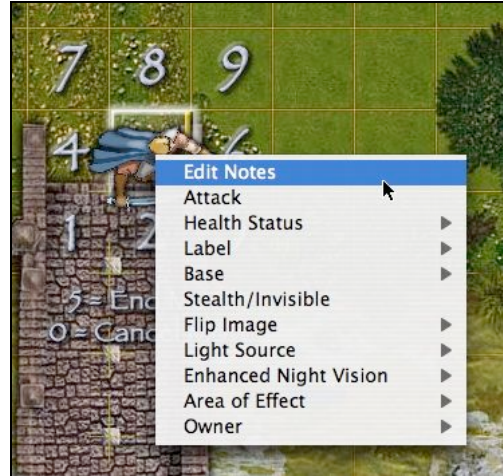 7 8 9
4 6
Edit Notes
Attack
Health Status
1 2
Label
Base
5 = End
Stealth/Invisible
0 = Cance
Flip Image
Light Source
Enhanced Night Vision
Area of Effect
Owner